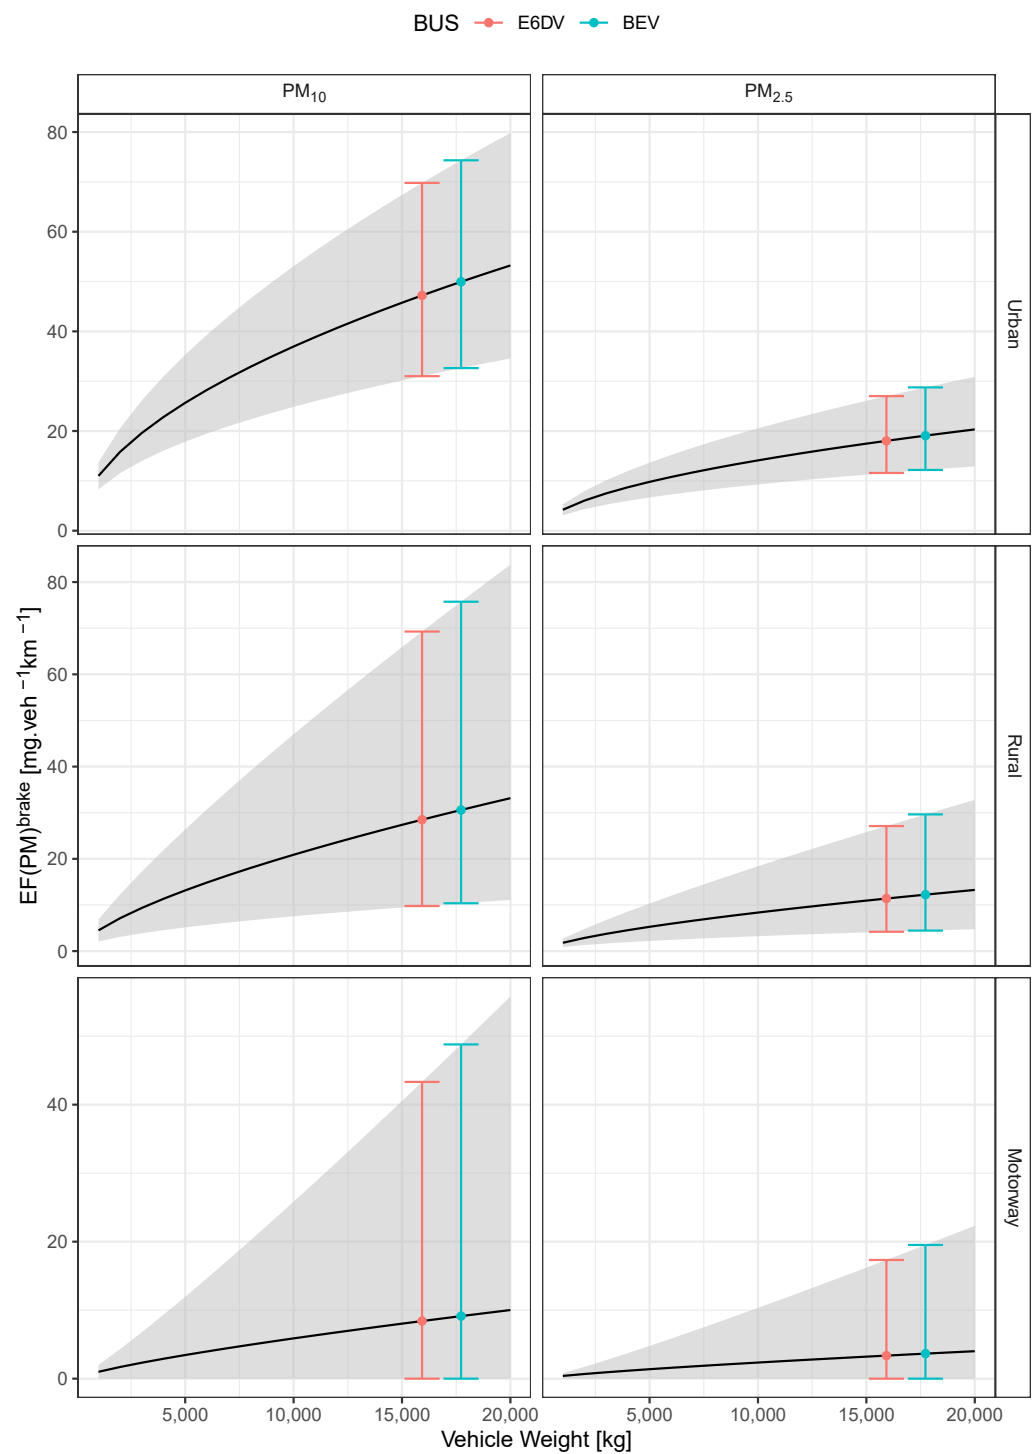 BUS E6DV BEV
PM10 PM2.5
80
60
40
20
0
Urban
80
60
40
20
0
Rural
40
20
0
Motorway
EF(PM)brake [mg.veh −1km −1]
5,000 10,000 15,000 20,000 5,000 10,000 15,000 20,000
Vehicle Weight [kg]